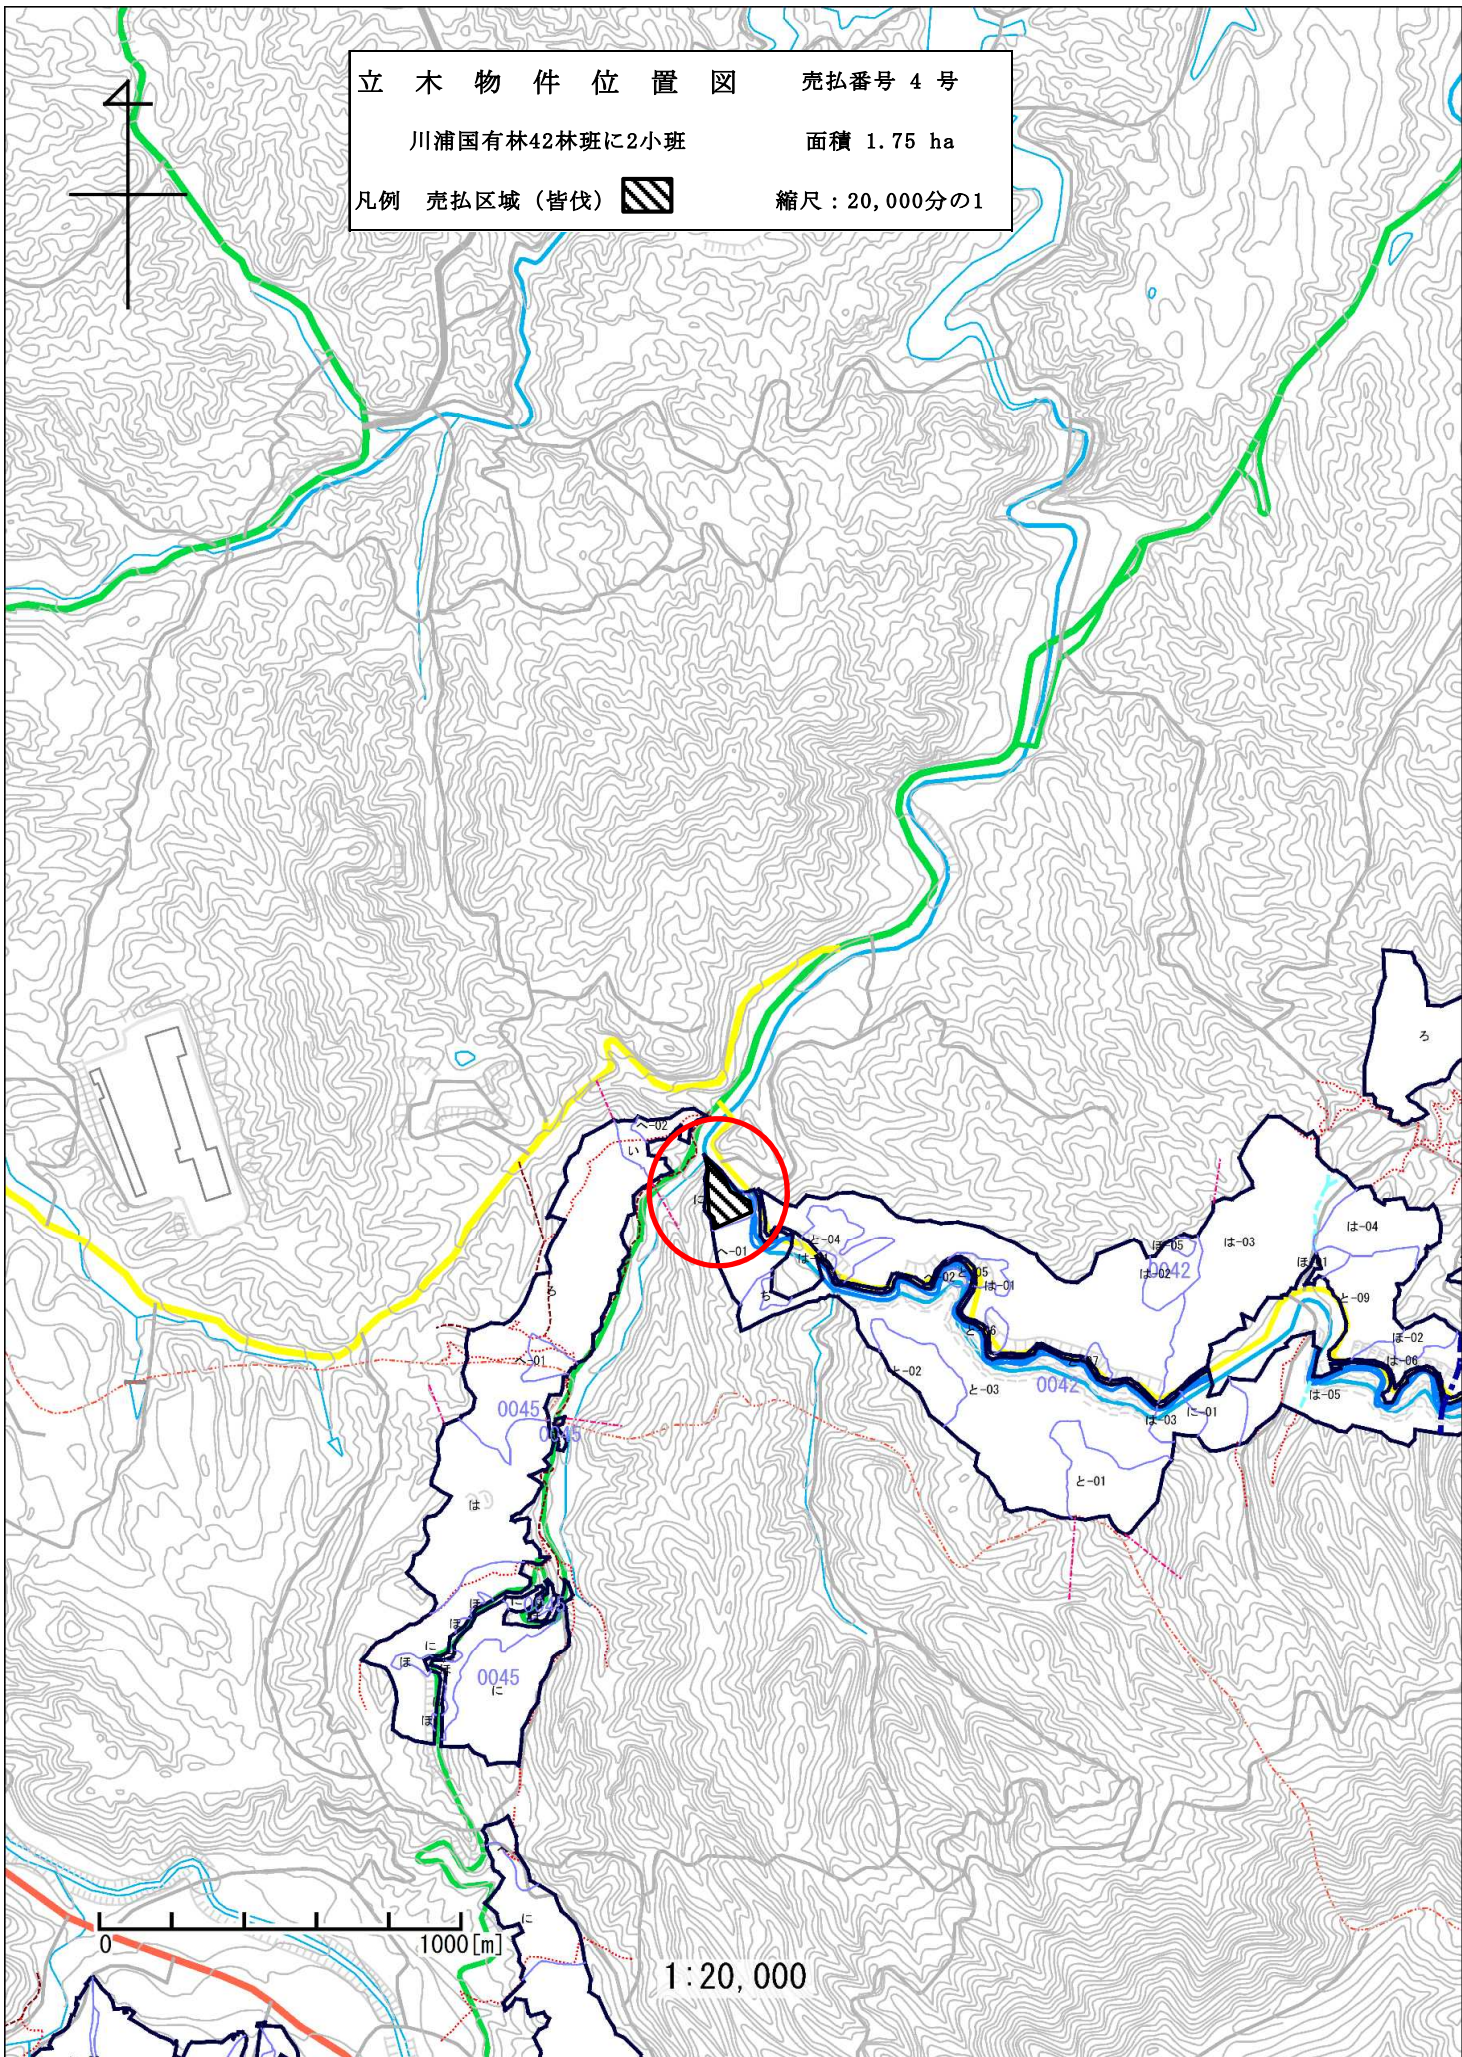 立木物件位置図 売払番号 4 号
川浦国有林42林班に2小班 面積 1.75 ha
凡例 売払区域（皆伐） 縮尺：20,000分の1
ろ
へ-02
い
に
へ-01
と-04
ち
ろ
へ-01
と-05
は-01
と-02
と-03
0042
は-02
0042
は-03
は-04
と-09
ほ-02
は-06
は-05
は-03
に-01
と-01
0045
0045
は
ほ
ほ
に
ほ
ほ
0045
に
ほ
に
0 1000[m]
1:20,000